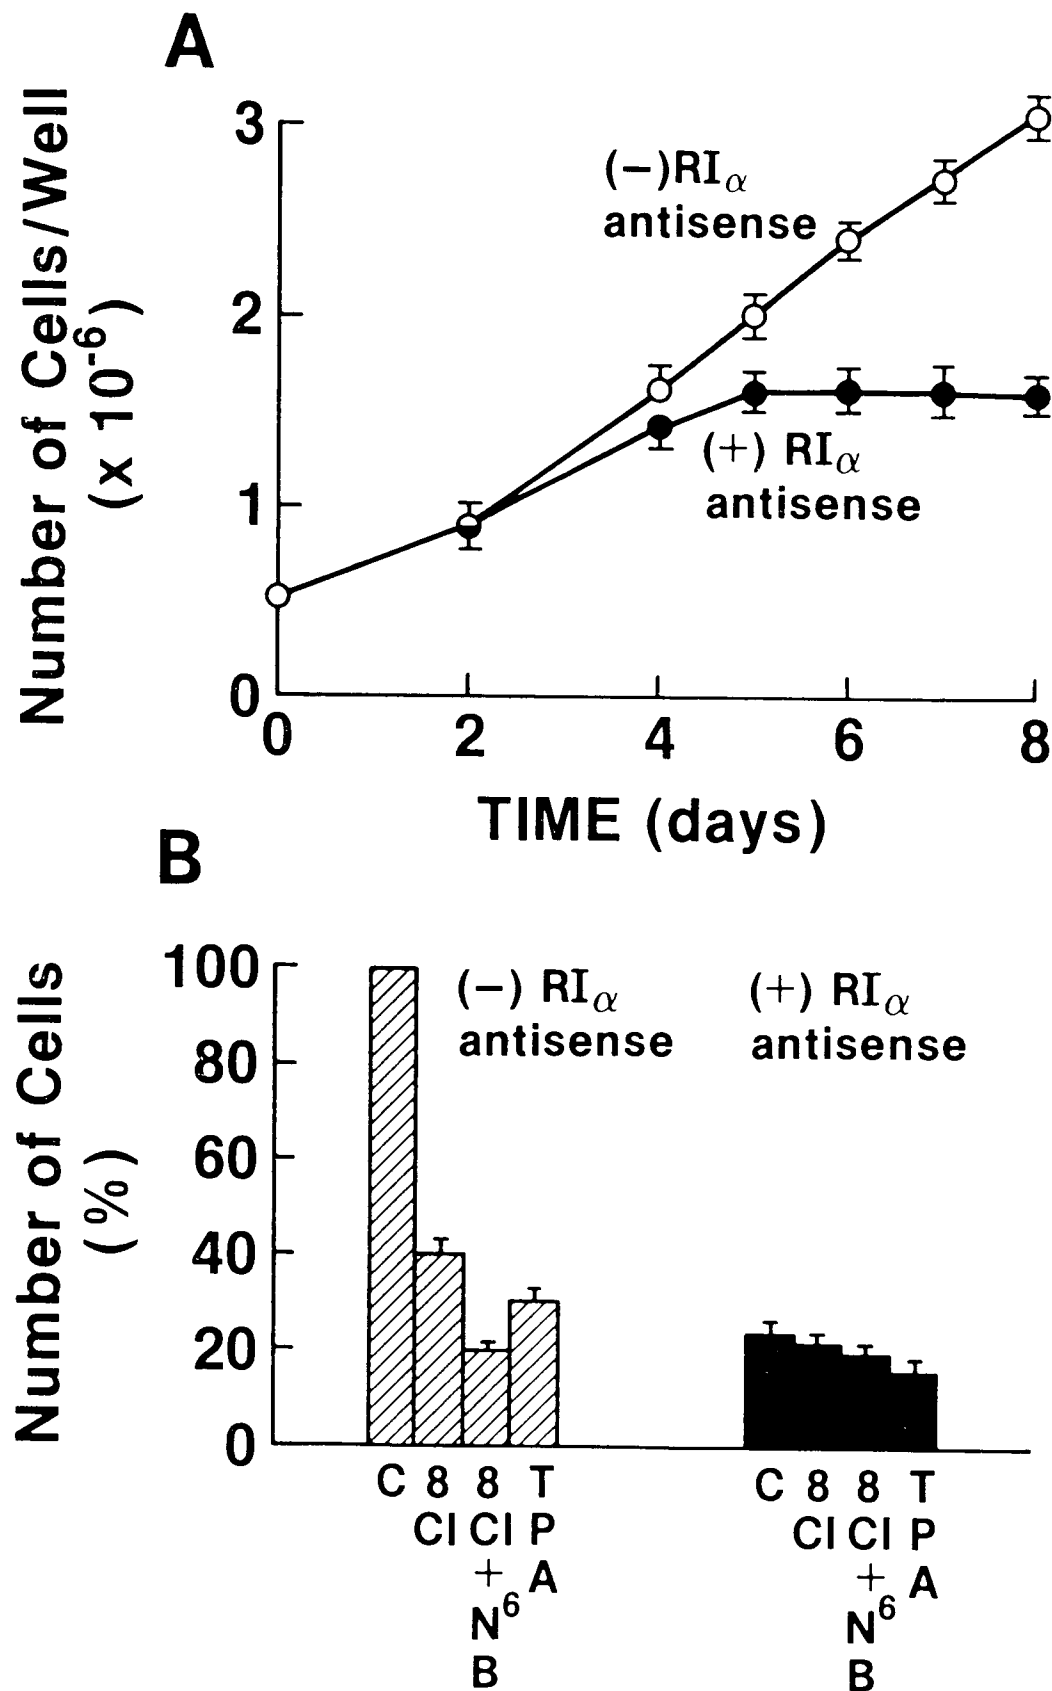 A
Number of Cells/Well
(x 10⁻⁶)
3
2
1
0
(−)RIα
antisense
(+) RIα
antisense
0 2 4 6 8
TIME (days)
B
Number of Cells
(%)
100
80
60
40
20
0
(−) RIα
antisense
(+) RIα
antisense
C 8 8 T C 8 8 T
Cl Cl P Cl Cl P
+ A + A
N⁶ N⁶
B B